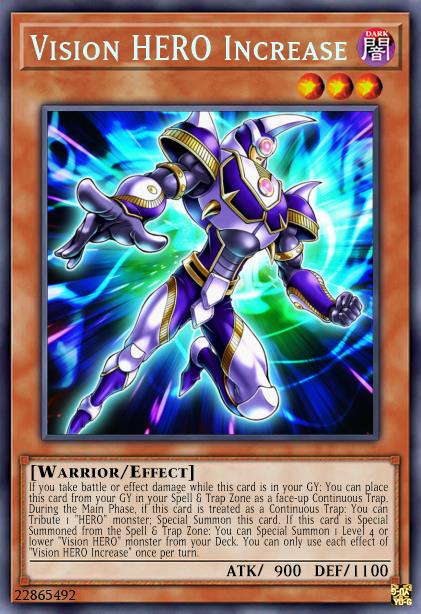 Vision HERO Increase
DARK
闇
[Warrior/Effect]
If you take battle or effect damage while this card is in your GY: You can place
this card from your GY in your Spell & Trap Zone as a face-up Continuous Trap.
During the Main Phase, if this card is treated as a Continuous Trap: You can
Tribute 1 "HERO" monster; Special Summon this card. If this card is Special
Summoned from the Spell & Trap Zone: You can Special Summon 1 Level 4 or
lower "Vision HERO" monster from your Deck. You can only use each effect of
"Vision HERO Increase" once per turn.
ATK/ 900 DEF/1100
22865492